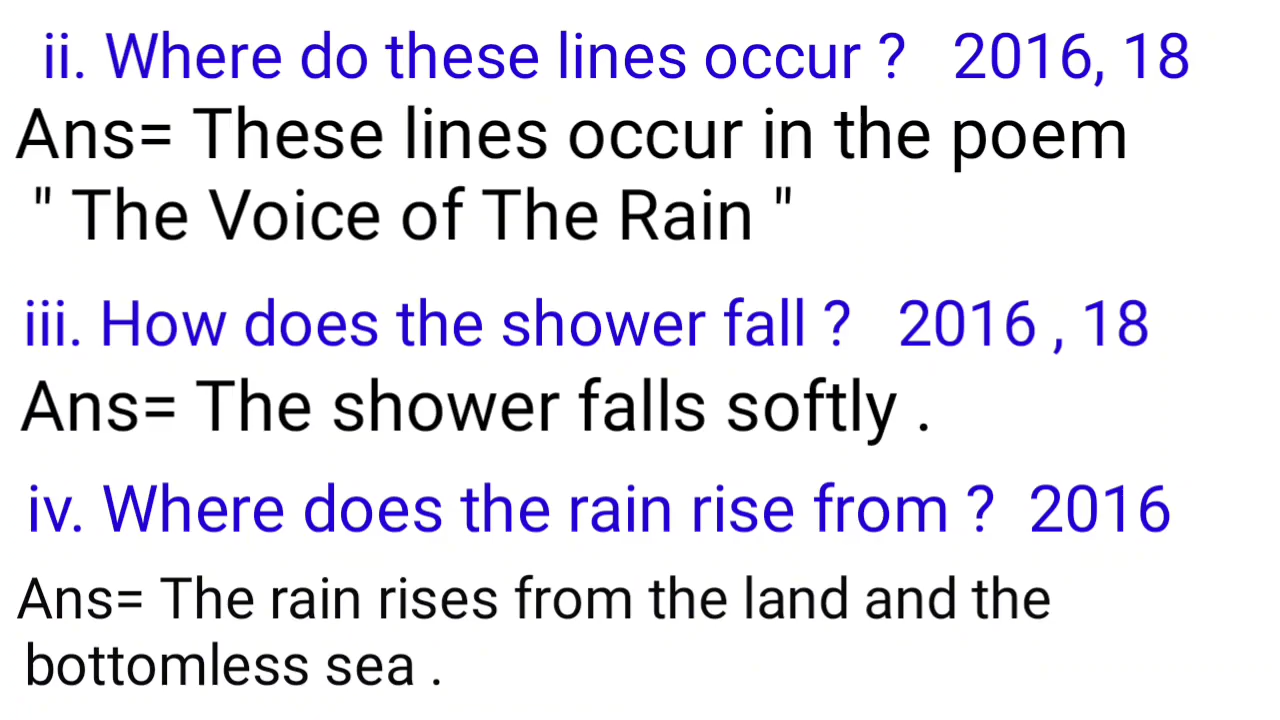 ii. Where do these lines occur ? 2016, 18
Ans= These lines occur in the poem
" The Voice of The Rain "
iii. How does the shower fall ? 2016 , 18
Ans= The shower falls softly .
iv. Where does the rain rise from ? 2016
Ans= The rain rises from the land and the
bottomless sea .